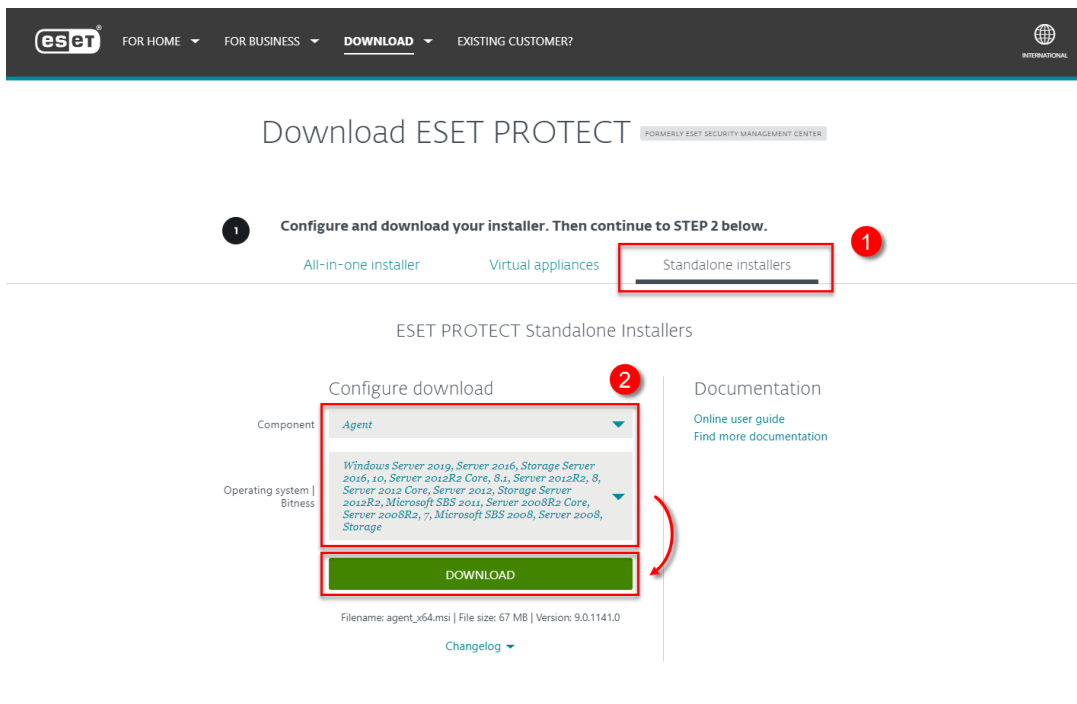 eset®
FOR HOME
FOR BUSINESS
DOWNLOAD
EXISTING CUSTOMER?
INTERNATIONAL
Download ESET PROTECT
FORMERLY ESET SECURITY MANAGEMENT CENTER
1
Configure and download your installer. Then continue to STEP 2 below.
1
All-in-one installer
Virtual appliances
Standalone installers
ESET PROTECT Standalone Installers
Configure download
2
Component
Agent
Operating system |
Bitness
Windows Server 2019, Server 2016, Storage Server
2016, 10, Server 2012R2 Core, 8.1, Server 2012R2, 8,
Server 2012 Core, Server 2012, Storage Server
2012R2, Microsoft SBS 2011, Server 2008R2 Core,
Server 2008R2, 7, Microsoft SBS 2008, Server 2008,
Storage
DOWNLOAD
Filename: agent_x64.msi | File size: 67 MB | Version: 9.0.1141.0
Changelog
Documentation
Online user guide
Find more documentation